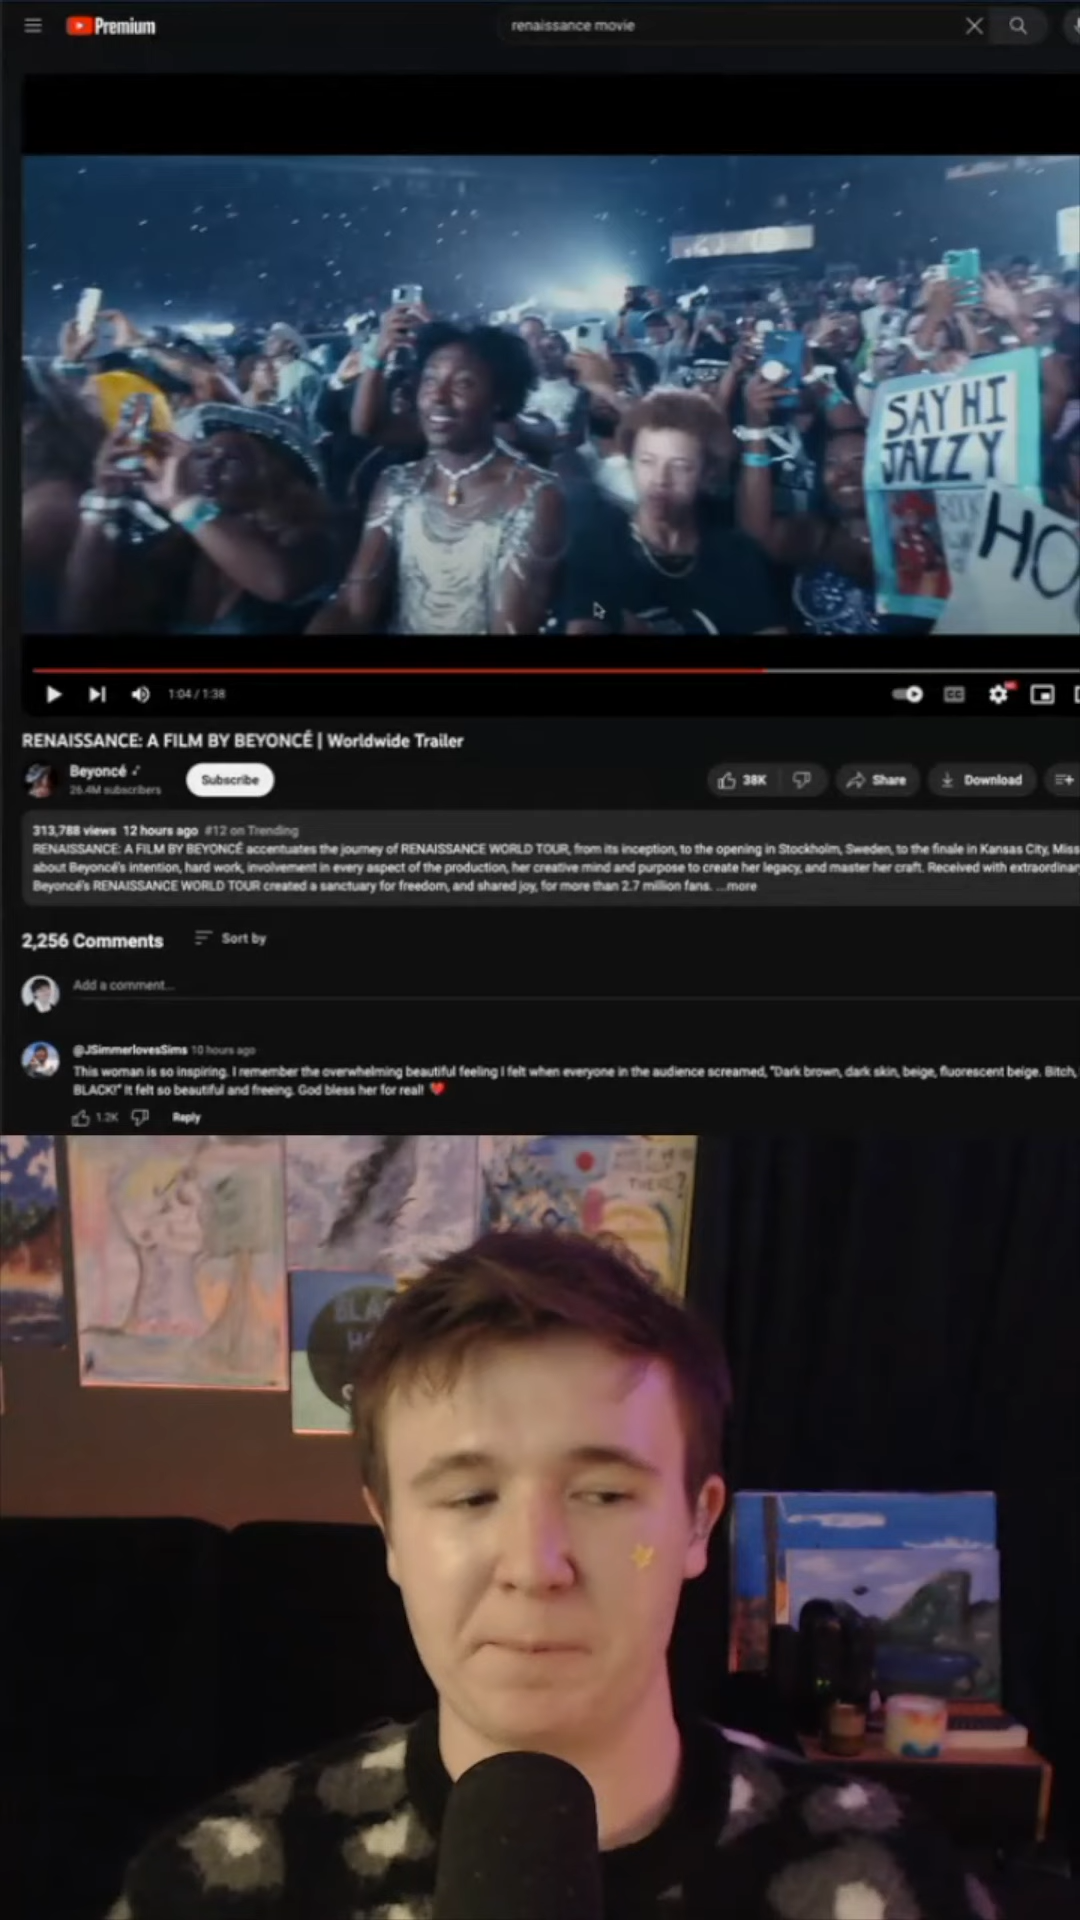 Premium
renaissance movie
SAY HI
JAZZY
HO
1:04 / 1:38
CC
RENAISSANCE: A FILM BY BEYONCÉ | Worldwide Trailer
Beyoncé
26.4M subscribers
Subscribe
38K
Share
Download
313,788 views 12 hours ago #12 on Trending
RENAISSANCE: A FILM BY BEYONCÉ accentuates the journey of RENAISSANCE WORLD TOUR, from its inception, to the opening in Stockholm, Sweden, to the finale in Kansas City, Miss
about Beyoncé's intention, hard work, involvement in every aspect of the production, her creative mind and purpose to create her legacy, and master her craft. Received with extraordinar
Beyoncé's RENAISSANCE WORLD TOUR created a sanctuary for freedom, and shared joy, for more than 2.7 million fans. ...more
2,256 Comments
Sort by
Add a comment...
@JSimmerlovesSims 10 hours ago
This woman is so inspiring. I remember the overwhelming beautiful feeling I felt when everyone in the audience screamed, "Dark brown, dark skin, beige, fluorescent beige. Bitch,
BLACK!" It felt so beautiful and freeing. God bless her for real! ❤️
1.2K
Reply
THERE?